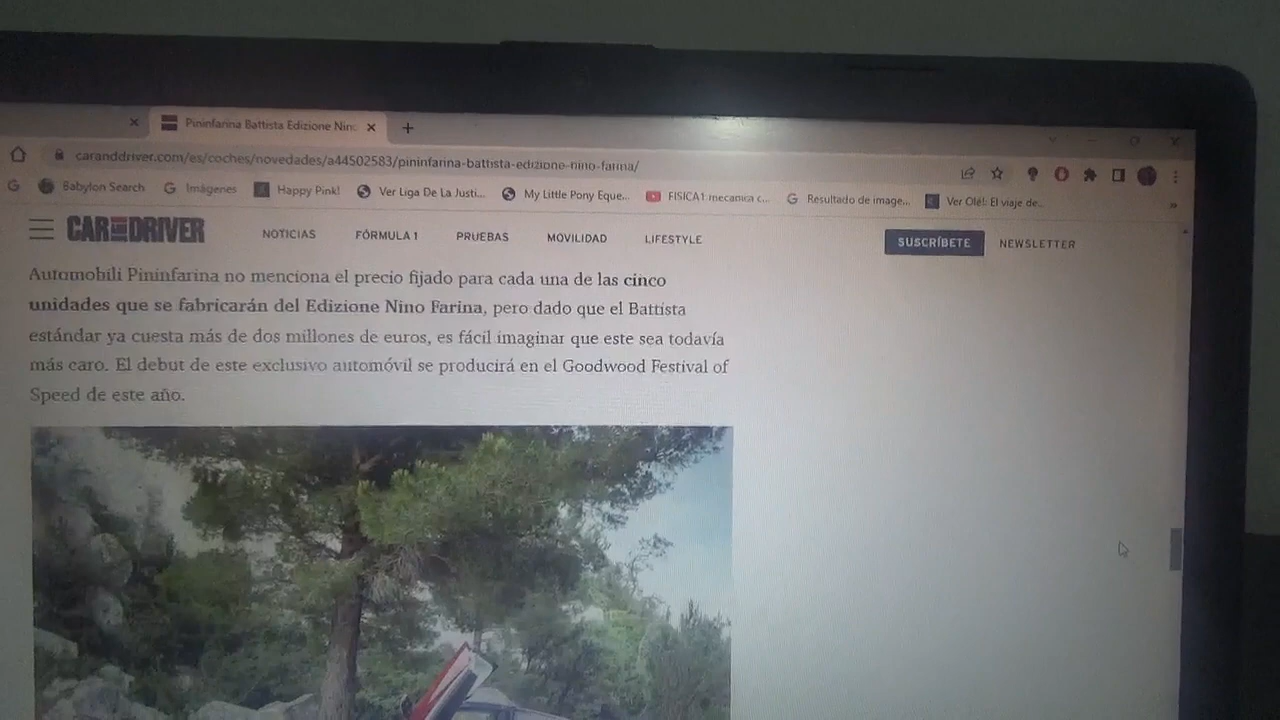 Pininfarina Battista Edizione Nino
caranddriver.com/es/coches/novedades/a44502583/pininfarina-battista-edizione-nino-farina/
Babylon Search Imágenes Happy Pink! Ver Liga De La Justi... My Little Pony Eque... FISICA1: mecanica c... Resultado de image... Ver Olé!: El viaje de...
CAR AND DRIVER NOTICIAS FÓRMULA 1 PRUEBAS MOVILIDAD LIFESTYLE SUSCRÍBETE NEWSLETTER
Automobili Pininfarina no menciona el precio fijado para cada una de las cinco
unidades que se fabricarán del Edizione Nino Farina, pero dado que el Battista
estándar ya cuesta más de dos millones de euros, es fácil imaginar que este sea todavía
más caro. El debut de este exclusivo automóvil se producirá en el Goodwood Festival of
Speed de este año.